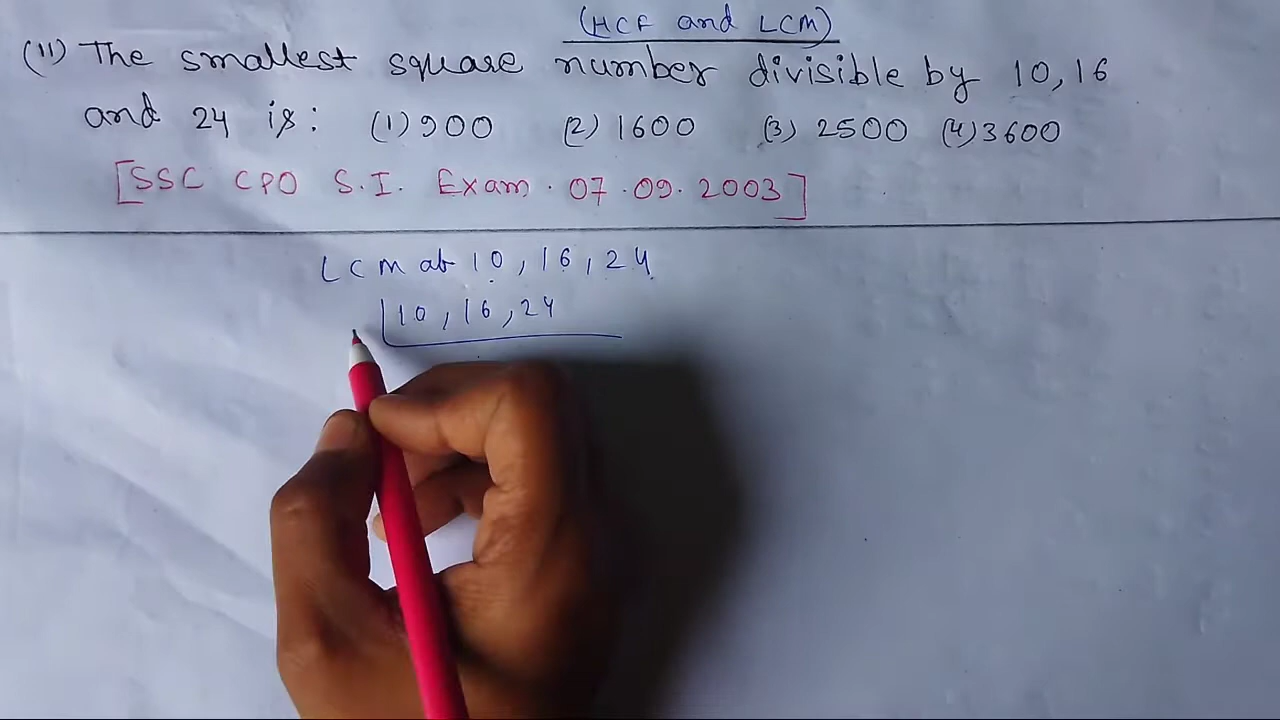 (HCF and LCM)
(11) The smallest square number divisible by 10, 16
and 24 is: (1) 900 (2) 1600 (3) 2500 (4) 3600
[SSC CPO S.I. Exam. 07.09.2003]
LCM of 10, 16, 24
10, 16, 24